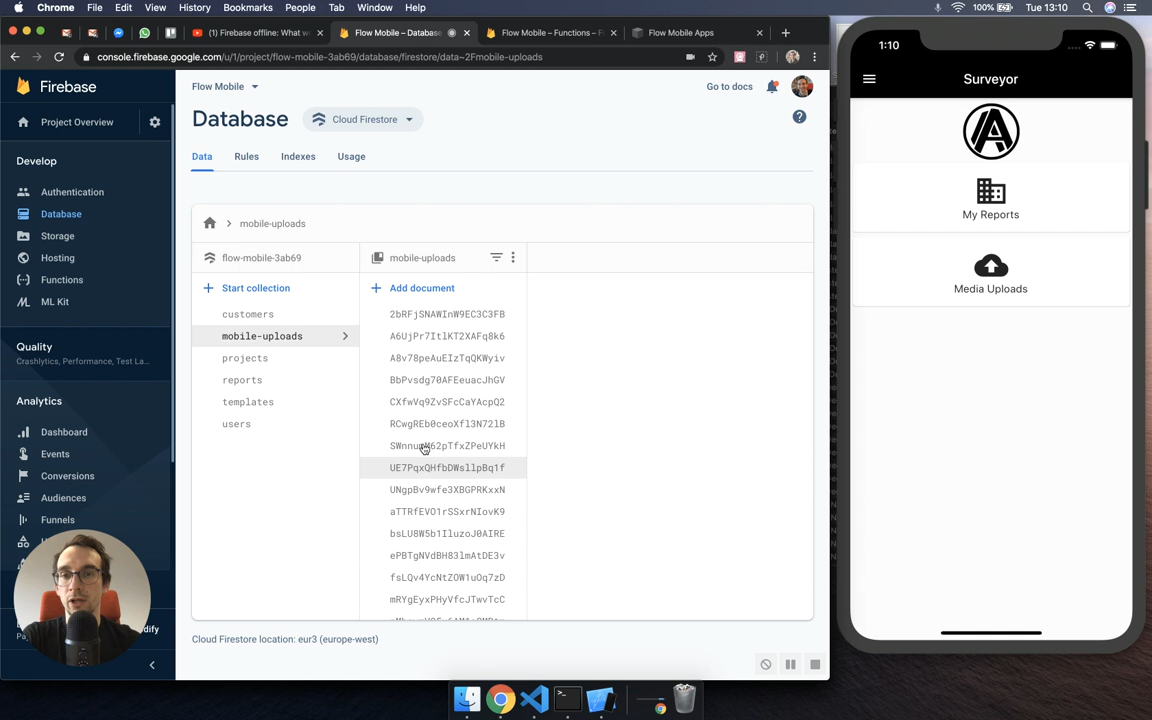 Chrome File Edit View History Bookmarks People Tab Window Help
100% Tue 13:10
(1) Firebase offline: What w
Flow Mobile – Databas
Flow Mobile – Functions – F
Flow Mobile Apps
console.firebase.google.com/u/1/project/flow-mobile-3ab69/database/firestore/data~2Fmobile-uploads
Firebase
Project Overview
Develop
Authentication
Database
Storage
Hosting
Functions
ML Kit
Quality
Crashlytics, Performance, Test La...
Analytics
Dashboard
Events
Conversions
Audiences
Funnels
Flow Mobile
Go to docs
Database
Cloud Firestore
Data Rules Indexes Usage
mobile-uploads
flow-mobile-3ab69
Start collection
customers
mobile-uploads
projects
reports
templates
users
mobile-uploads
Add document
2bRFjSNAWInW9EC3C3FB
A6UjPr7ItlKT2XAFq8k6
A8v78peAuEIzTqQKWyiv
BbPvsdg70AFEeuacJhGV
CXfwVq9ZvSFcCaYAcpQ2
RCwgREb0ceoXfl3N72lB
UE7PqxQHfbDWsllpBq1f
UNgpBv9wfe3XBGPRKxxN
aTTRfEVO1rSSxrNIovK9
bsLU8W5b1IluzoJ0AIRE
ePBTgNVdBH83lmAtDE3v
fsLQv4YcNtZOW1uOq7zD
mRYgEyxPHyVfcJTwvTcC
Cloud Firestore location: eur3 (europe-west)
1:10
Surveyor
My Reports
Media Uploads